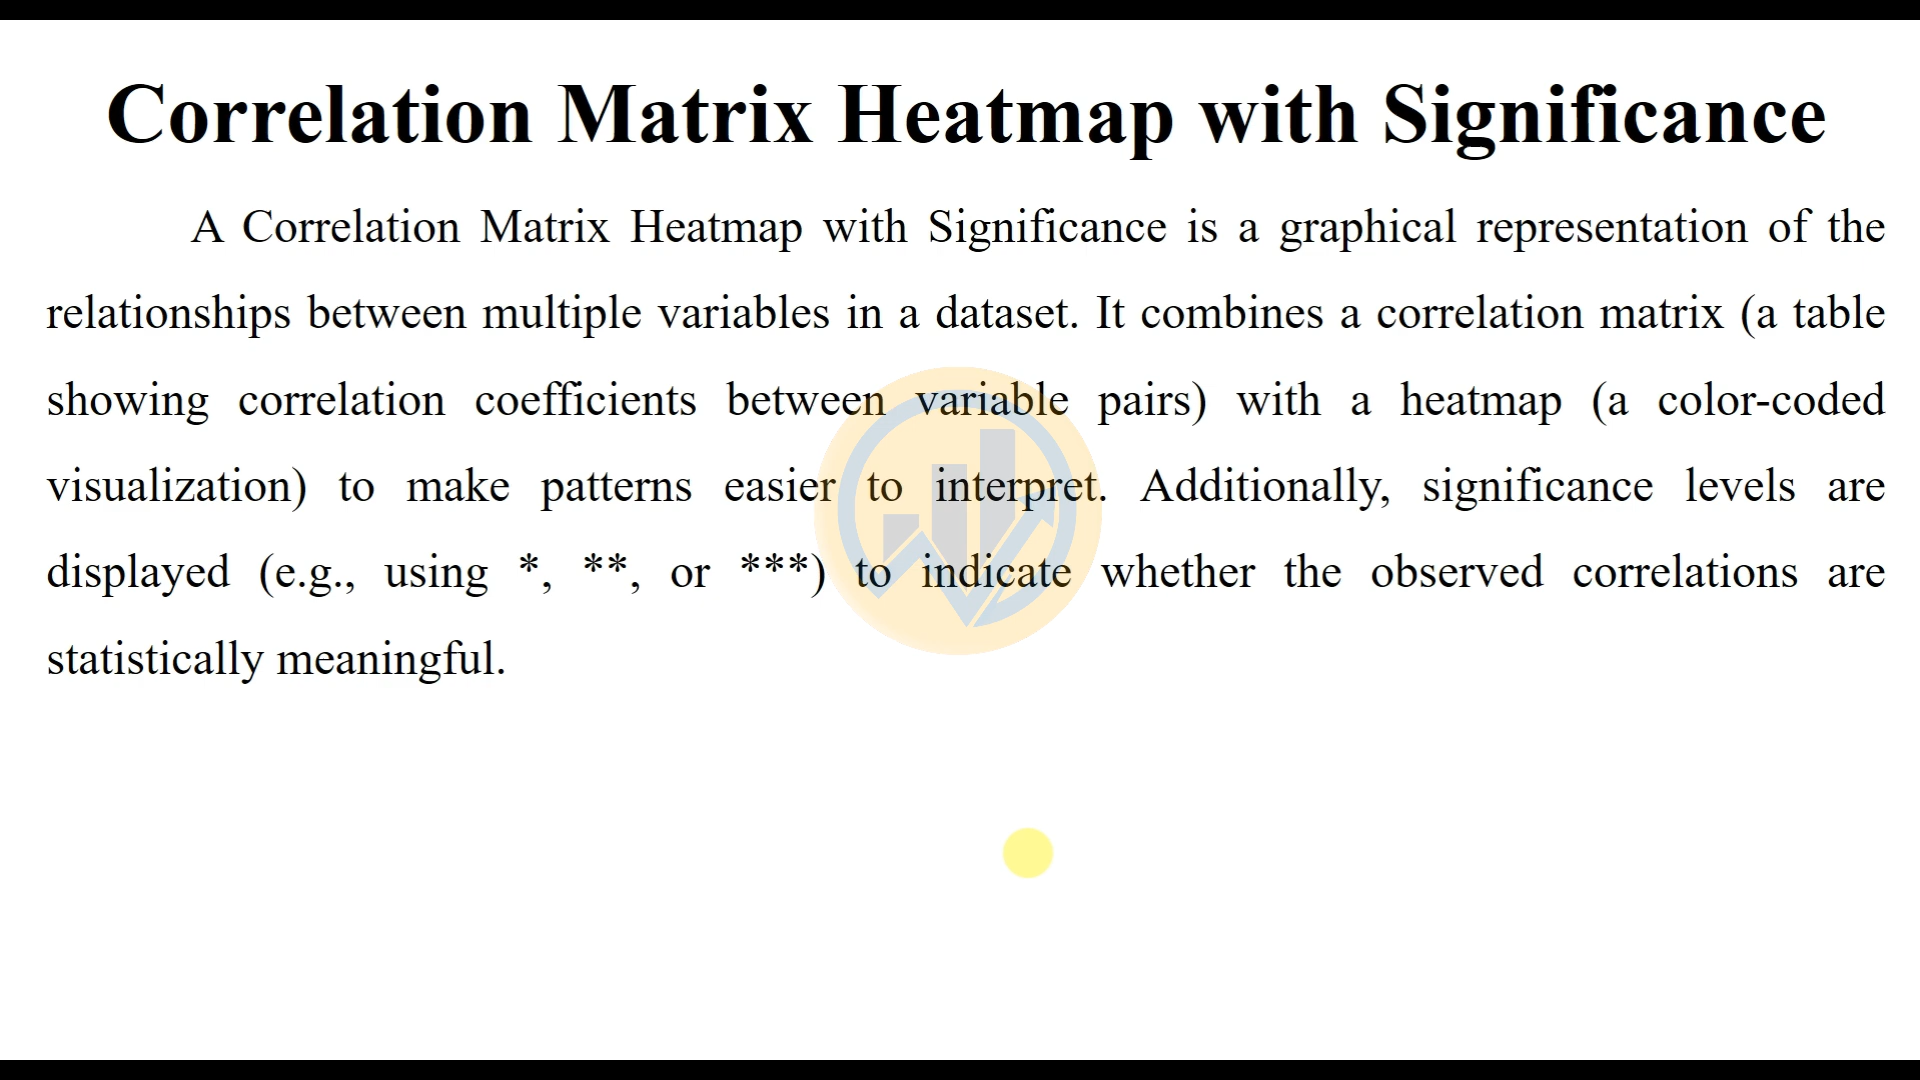 Correlation Matrix Heatmap with Significance
A Correlation Matrix Heatmap with Significance is a graphical representation of the
relationships between multiple variables in a dataset. It combines a correlation matrix (a table
showing correlation coefficients between variable pairs) with a heatmap (a color-coded
visualization) to make patterns easier to interpret. Additionally, significance levels are
displayed (e.g., using *, **, or ***) to indicate whether the observed correlations are
statistically meaningful.